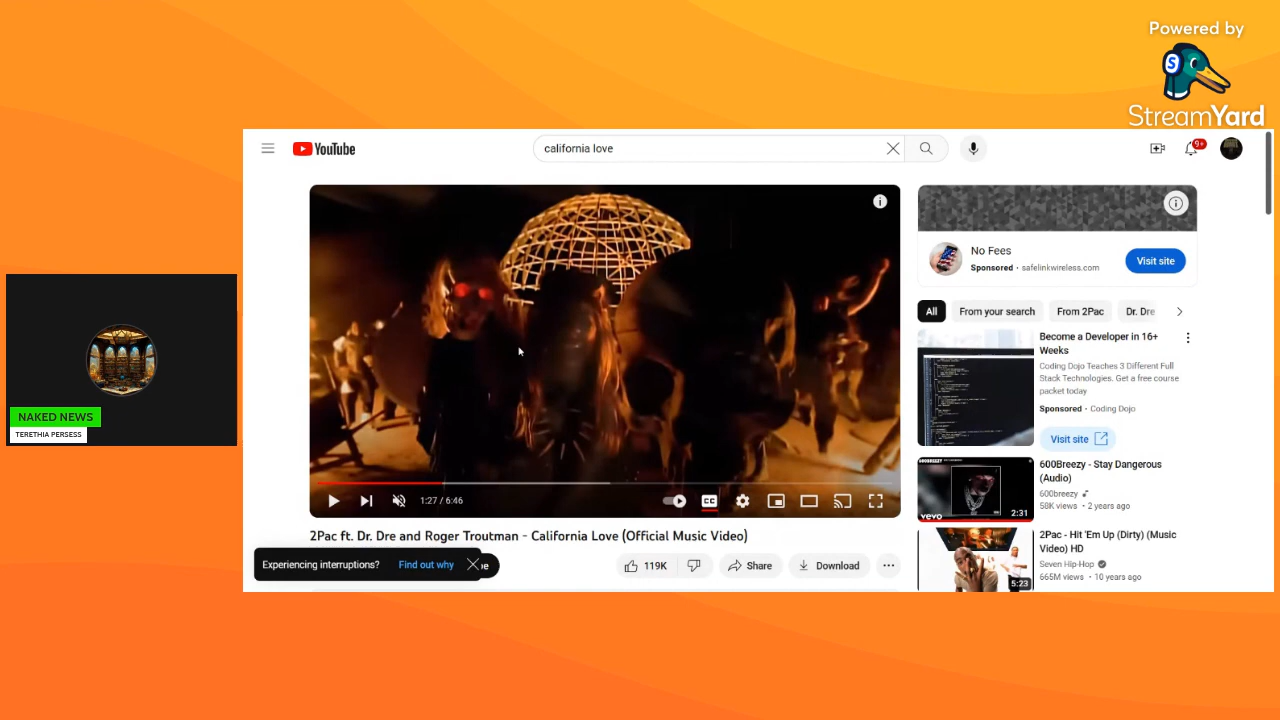 Powered by
StreamYard
YouTube
california love
9+
No Fees
Sponsored · safelinkwireless.com
Visit site
All
From your search
From 2Pac
Dr. Dre
Become a Developer in 16+
Weeks
Coding Dojo Teaches 3 Different Full
Stack Technologies. Get a free course
packet today
Sponsored · Coding Dojo
Visit site
NAKED NEWS
TERETHIA PERSESS
600Breezy - Stay Dangerous
(Audio)
600breezy
58K views · 2 years ago
vevo
2:31
1:27 / 6:46
CC
2Pac ft. Dr. Dre and Roger Troutman - California Love (Official Music Video)
2Pac - Hit 'Em Up (Dirty) (Music
Video) HD
Seven Hip-Hop
665M views · 10 years ago
5:23
Experiencing interruptions?
Find out why
be
119K
Share
Download